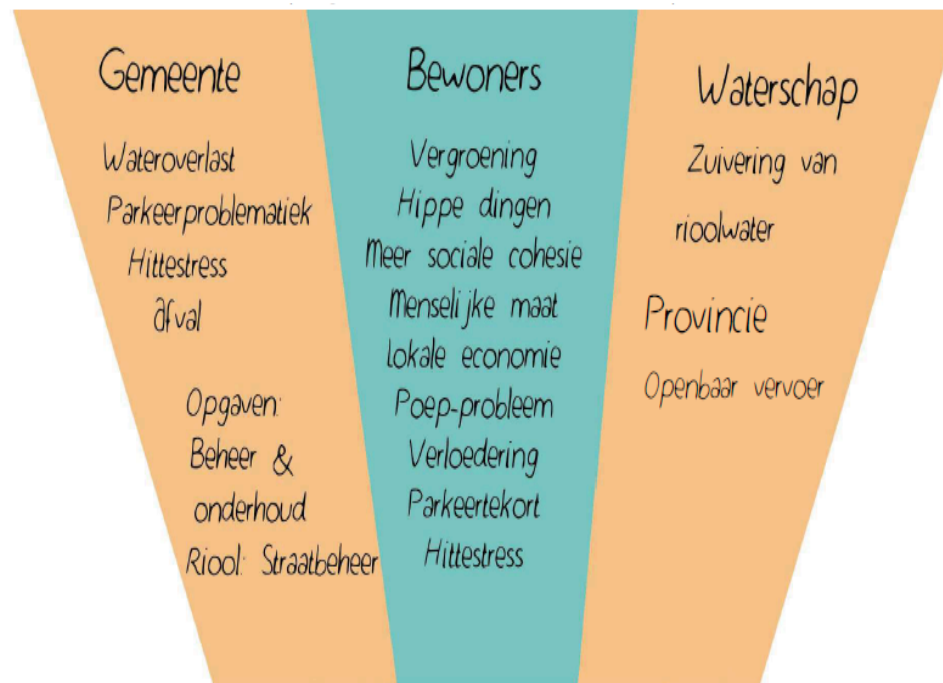 Gemeente
Wateroverlast
Parkeerproblematiek
Hittestress
afval
Opgaven:
Beheer &
onderhoud
Riool: Straatbeheer
Bewoners
Vergroening
Hippe dingen
Meer sociale cohesie
Menselijke maat
lokale economie
Poep-probleem
Verloedering
Parkeertekort
Hittestress
Waterschap
Zuivering van
rioolwater
Provincie
Openbaar vervoer